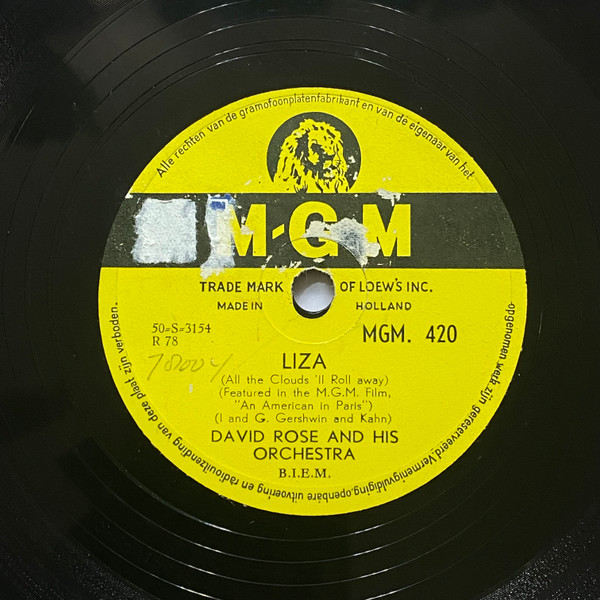 Alle rechten van de gramofoonplatenfabrikant en van de eigenaar van het
opgenomen werk zijn gereserveerd. Vermenigvuldiging, openbare uitvoering en radiouitzending van deze plaat zijn verboden.
M-G-M
TRADE MARK OF LOEW'S INC.
MADE IN HOLLAND
50=S=3154
R 78
MGM. 420
LIZA
(All the Clouds 'll Roll away)
(Featured in the M.G.M. Film,
"An American in Paris")
(I and G. Gershwin and Kahn)
DAVID ROSE AND HIS
ORCHESTRA
B.I.E.M.